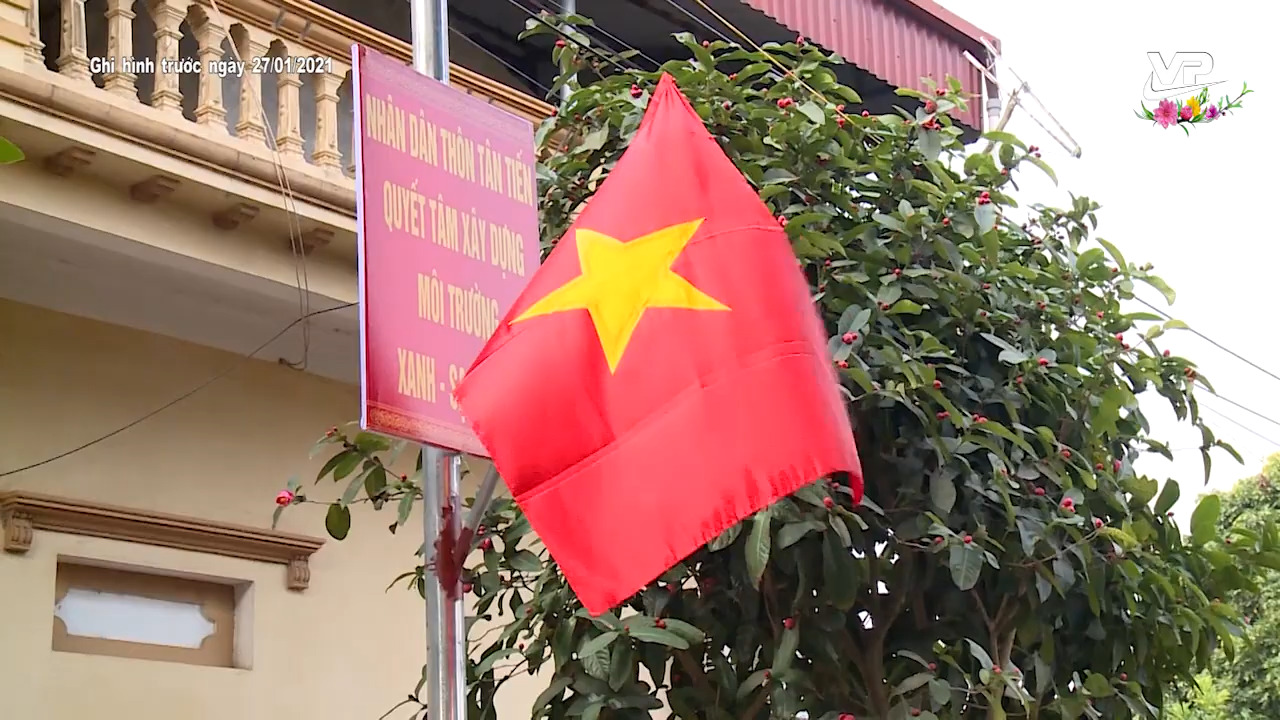 Ghi hình trước ngày 27/01/2021
VP
NHÂN DÂN THÔN TÂN TIẾN
QUYẾT TÂM XÂY DỰNG
MÔI TRƯỜNG
XANH -